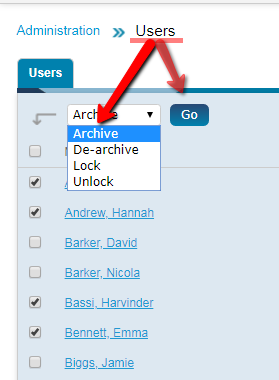 Administration » Users
Users
Archive Go
Archive
De-archive
Lock
Unlock
Andrew, Hannah
Barker, David
Barker, Nicola
Bassi, Harvinder
Bennett, Emma
Biggs, Jamie